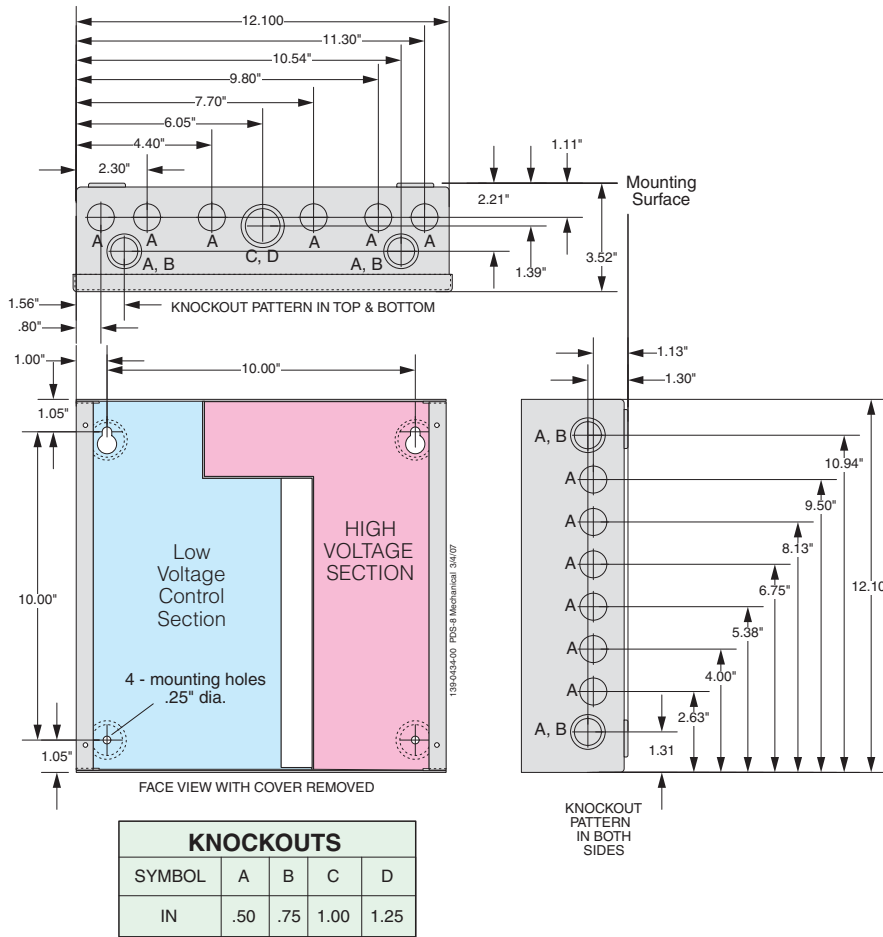 12.100
11.30"
10.54"
9.80"
7.70"
6.05"
4.40"
2.30"
1.11"
2.21"
Mounting
Surface
A
A
A
A
A
A
A, B
C, D
A, B
3.52"
1.39"
1.56"
KNOCKOUT PATTERN IN TOP & BOTTOM
.80"
1.00"
10.00"
1.13"
1.30"
1.05"
10.00"
1.05"
Low
Voltage
Control
Section
HIGH
VOLTAGE
SECTION
4 - mounting holes
.25" dia.
139-0434-00 PDS-8 Mechanical 3/4/07
FACE VIEW WITH COVER REMOVED
A, B
A
A
A
A
A
A
A, B
10.94"
9.50"
8.13"
6.75"
5.38"
4.00"
2.63"
1.31
12.10
KNOCKOUT
PATTERN
IN BOTH
SIDES
KNOCKOUTS
SYMBOL A B C D
IN .50 .75 1.00 1.25